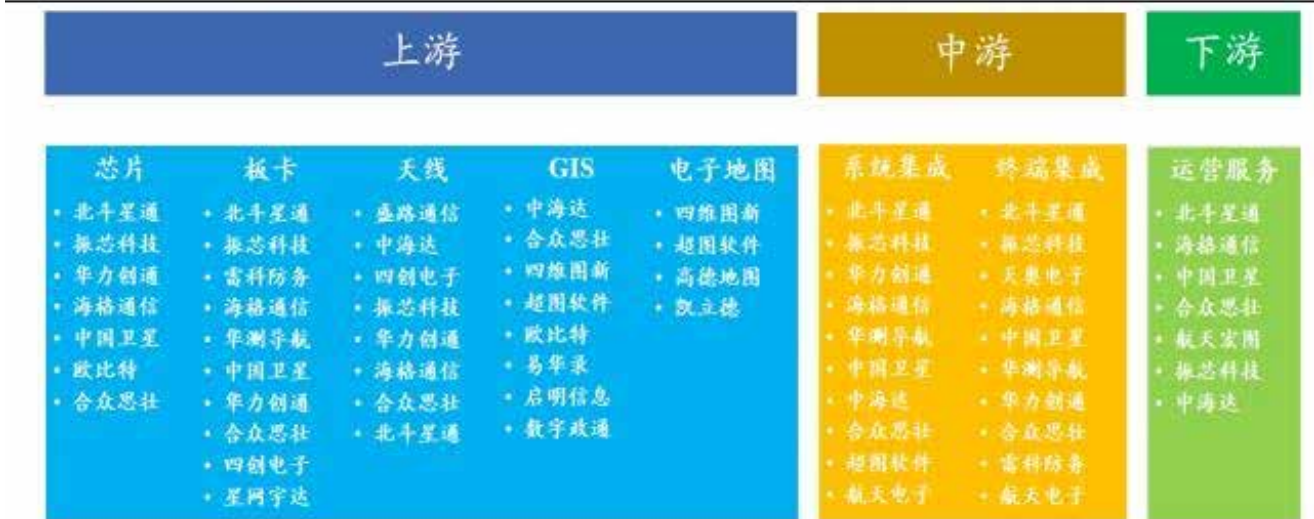 上游
中游
下游
芯片
• 北斗星通
• 振芯科技
• 华力创通
• 海格通信
• 中国卫星
• 欧比特
• 合众思壮
板卡
• 北斗星通
• 振芯科技
• 雷科防务
• 海格通信
• 华测导航
• 中国卫星
• 华力创通
• 合众思壮
• 四创电子
• 星网宇达
天线
• 盛路通信
• 中海达
• 四创电子
• 振芯科技
• 华力创通
• 海格通信
• 合众思壮
• 北斗星通
GIS
• 中海达
• 合众思壮
• 四维图新
• 超图软件
• 欧比特
• 易华录
• 启明信息
• 数字政通
电子地图
• 四维图新
• 超图软件
• 高德地图
• 凯立德
系统集成
• 北斗星通
• 振芯科技
• 华力创通
• 海格通信
• 华测导航
• 中国卫星
• 中海达
• 合众思壮
• 超图软件
• 航天电子
终端集成
• 北斗星通
• 振芯科技
• 天奥电子
• 海格通信
• 中国卫星
• 华测导航
• 华力创通
• 合众思壮
• 雷科防务
• 航天电子
运营服务
• 北斗星通
• 海格通信
• 中国卫星
• 合众思壮
• 航天宏图
• 振芯科技
• 中海达